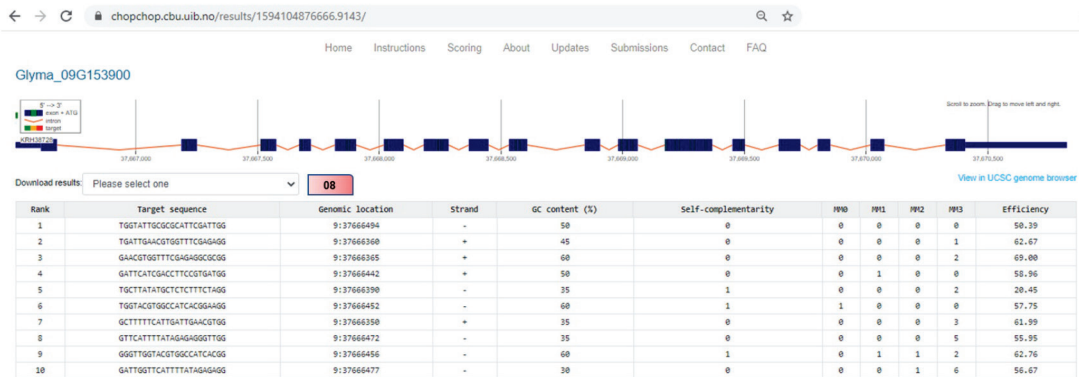 chopchop.cbu.uib.no/results/1594104876666.9143/
Home Instructions Scoring About Updates Submissions Contact FAQ
Glyma_09G153900
5' --> 3'
exon + ATG
intron
target
Scroll to zoom. Drag to move left and right.
37,667,000 37,667,500 37,668,000 37,668,500 37,669,000 37,669,500 37,670,000 37,670,500
Download results: Please select one 08 View in UCSC genome browser
Rank Target sequence Genomic location Strand GC content (%) Self-complementarity MM0 MM1 MM2 MM3 Efficiency
1 TGGTATTGCGCGCATTCGATTGG 9:37666494 - 50 0 0 0 0 0 50.39
2 TGATTGAACGTGGTTTCGAGAGG 9:37666360 + 45 0 0 0 0 1 62.67
3 GAACGTGGTTTCGAGAGGCGCGG 9:37666365 + 60 0 0 0 0 2 69.00
4 GATTCATCGACCTTCCGTGATGG 9:37666442 + 50 0 0 1 0 0 58.96
5 TGCTTATATGCTCTCTTTCTAGG 9:37666390 - 35 1 0 0 0 2 20.45
6 TGGTACGTGGCCATCACGGAAGG 9:37666452 - 60 1 1 0 0 0 57.75
7 GCTTTTTCATTGATTGAACGTGG 9:37666350 + 35 0 0 0 0 3 61.99
8 GTTCATTTTATAGAGAGGGTTGG 9:37666472 - 35 0 0 0 0 5 55.95
9 GGGTTGGTACGTGGCCATCACGG 9:37666456 - 60 1 0 1 1 2 62.76
10 GATTGGTTCATTTTATAGAGAGG 9:37666477 - 30 0 0 0 1 6 56.67